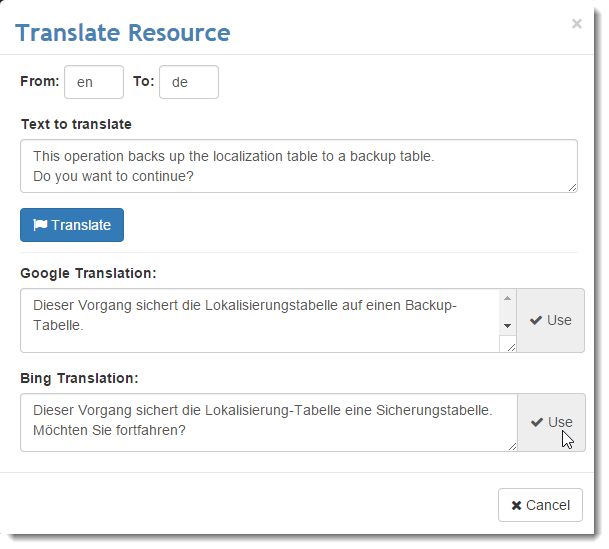 Translate Resource ×
From: en To: de
Text to translate
This operation backs up the localization table to a backup table.
Do you want to continue?
Translate
Google Translation:
Dieser Vorgang sichert die Lokalisierungstabelle auf einen Backup-
Tabelle.
Use
Bing Translation:
Dieser Vorgang sichert die Lokalisierung-Tabelle eine Sicherungstabelle.
Möchten Sie fortfahren?
Use
Cancel